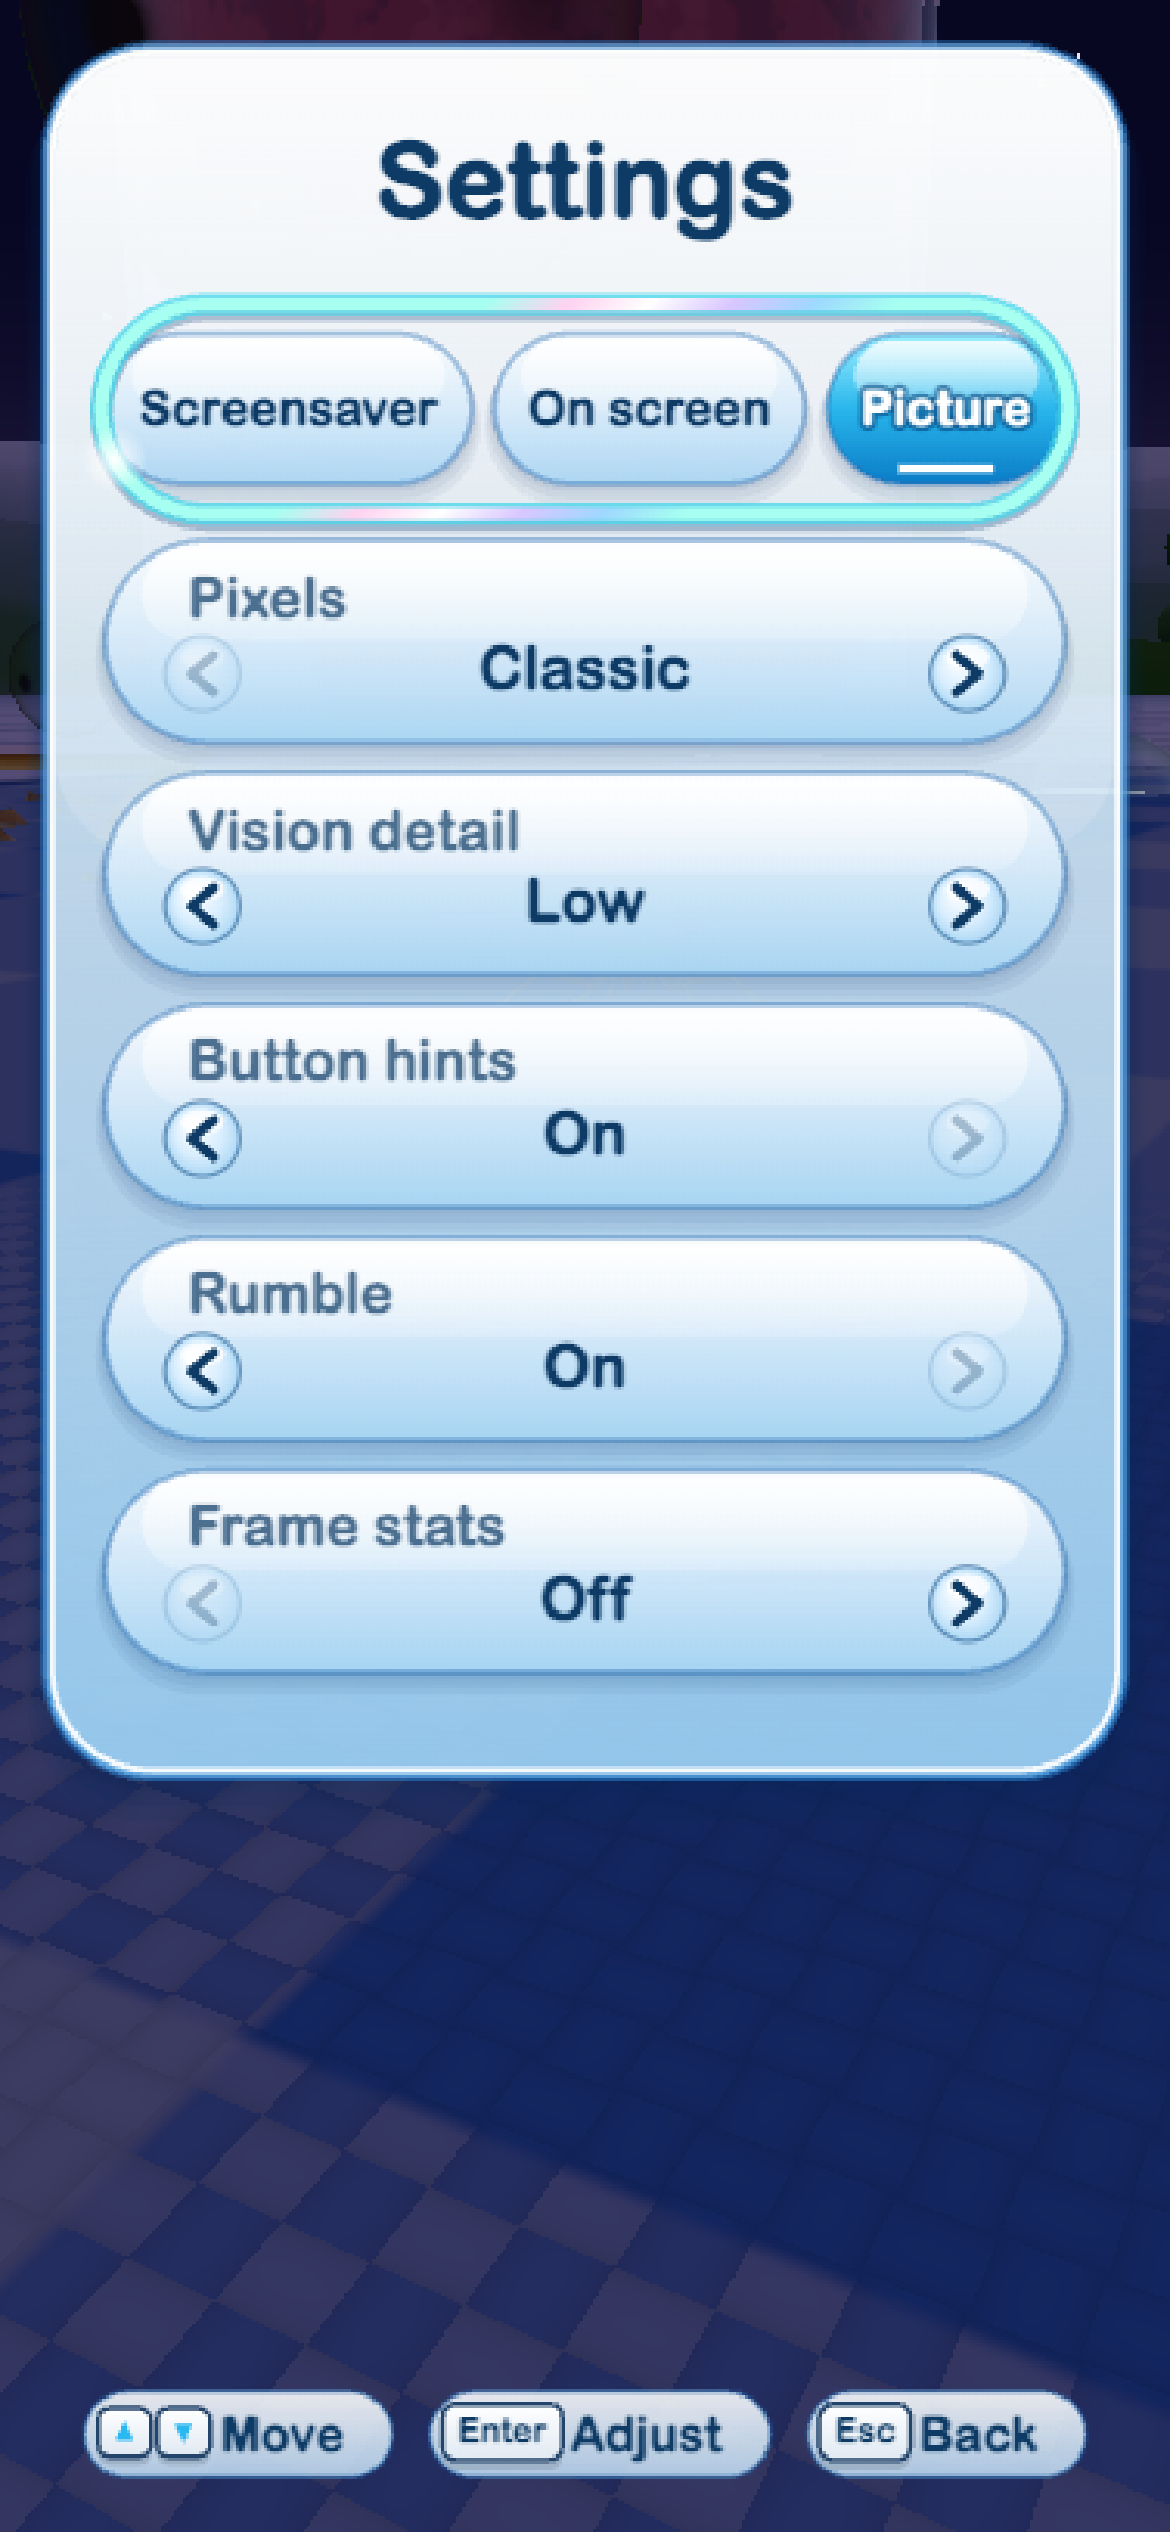 Settings
Screensaver On screen Picture
Pixels
Classic
Vision detail
Low
Button hints
On
Rumble
On
Frame stats
Off
▲ ▼ Move Enter Adjust Esc Back